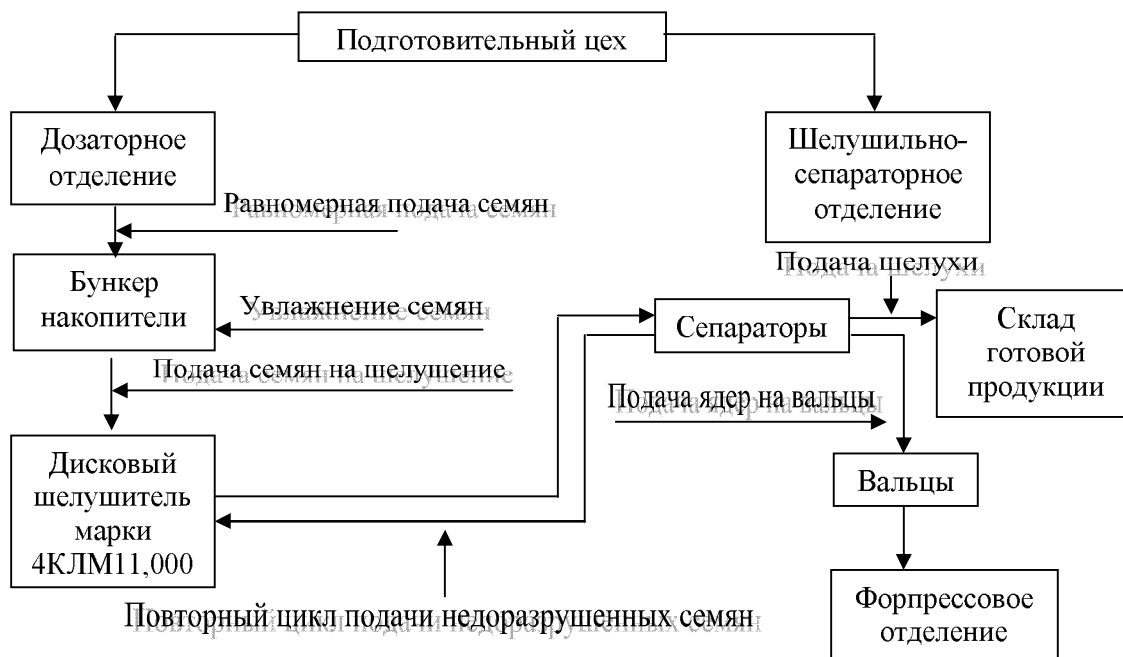 Подготовительный цех
Дозаторное
отделение
Шелушильно-
сепараторное
отделение
Равномерная подача семян
Подача шелухи
Бункер
накопители
Увлажнение семян
Сепараторы
Склад
готовой
продукции
Подача семян на шелушение
Подача ядер на вальцы
Дисковый
шелушитель
марки
4КЛМ11,000
Вальцы
Повторный цикл подачи недоразрушенных семян
Форпрессовое
отделение